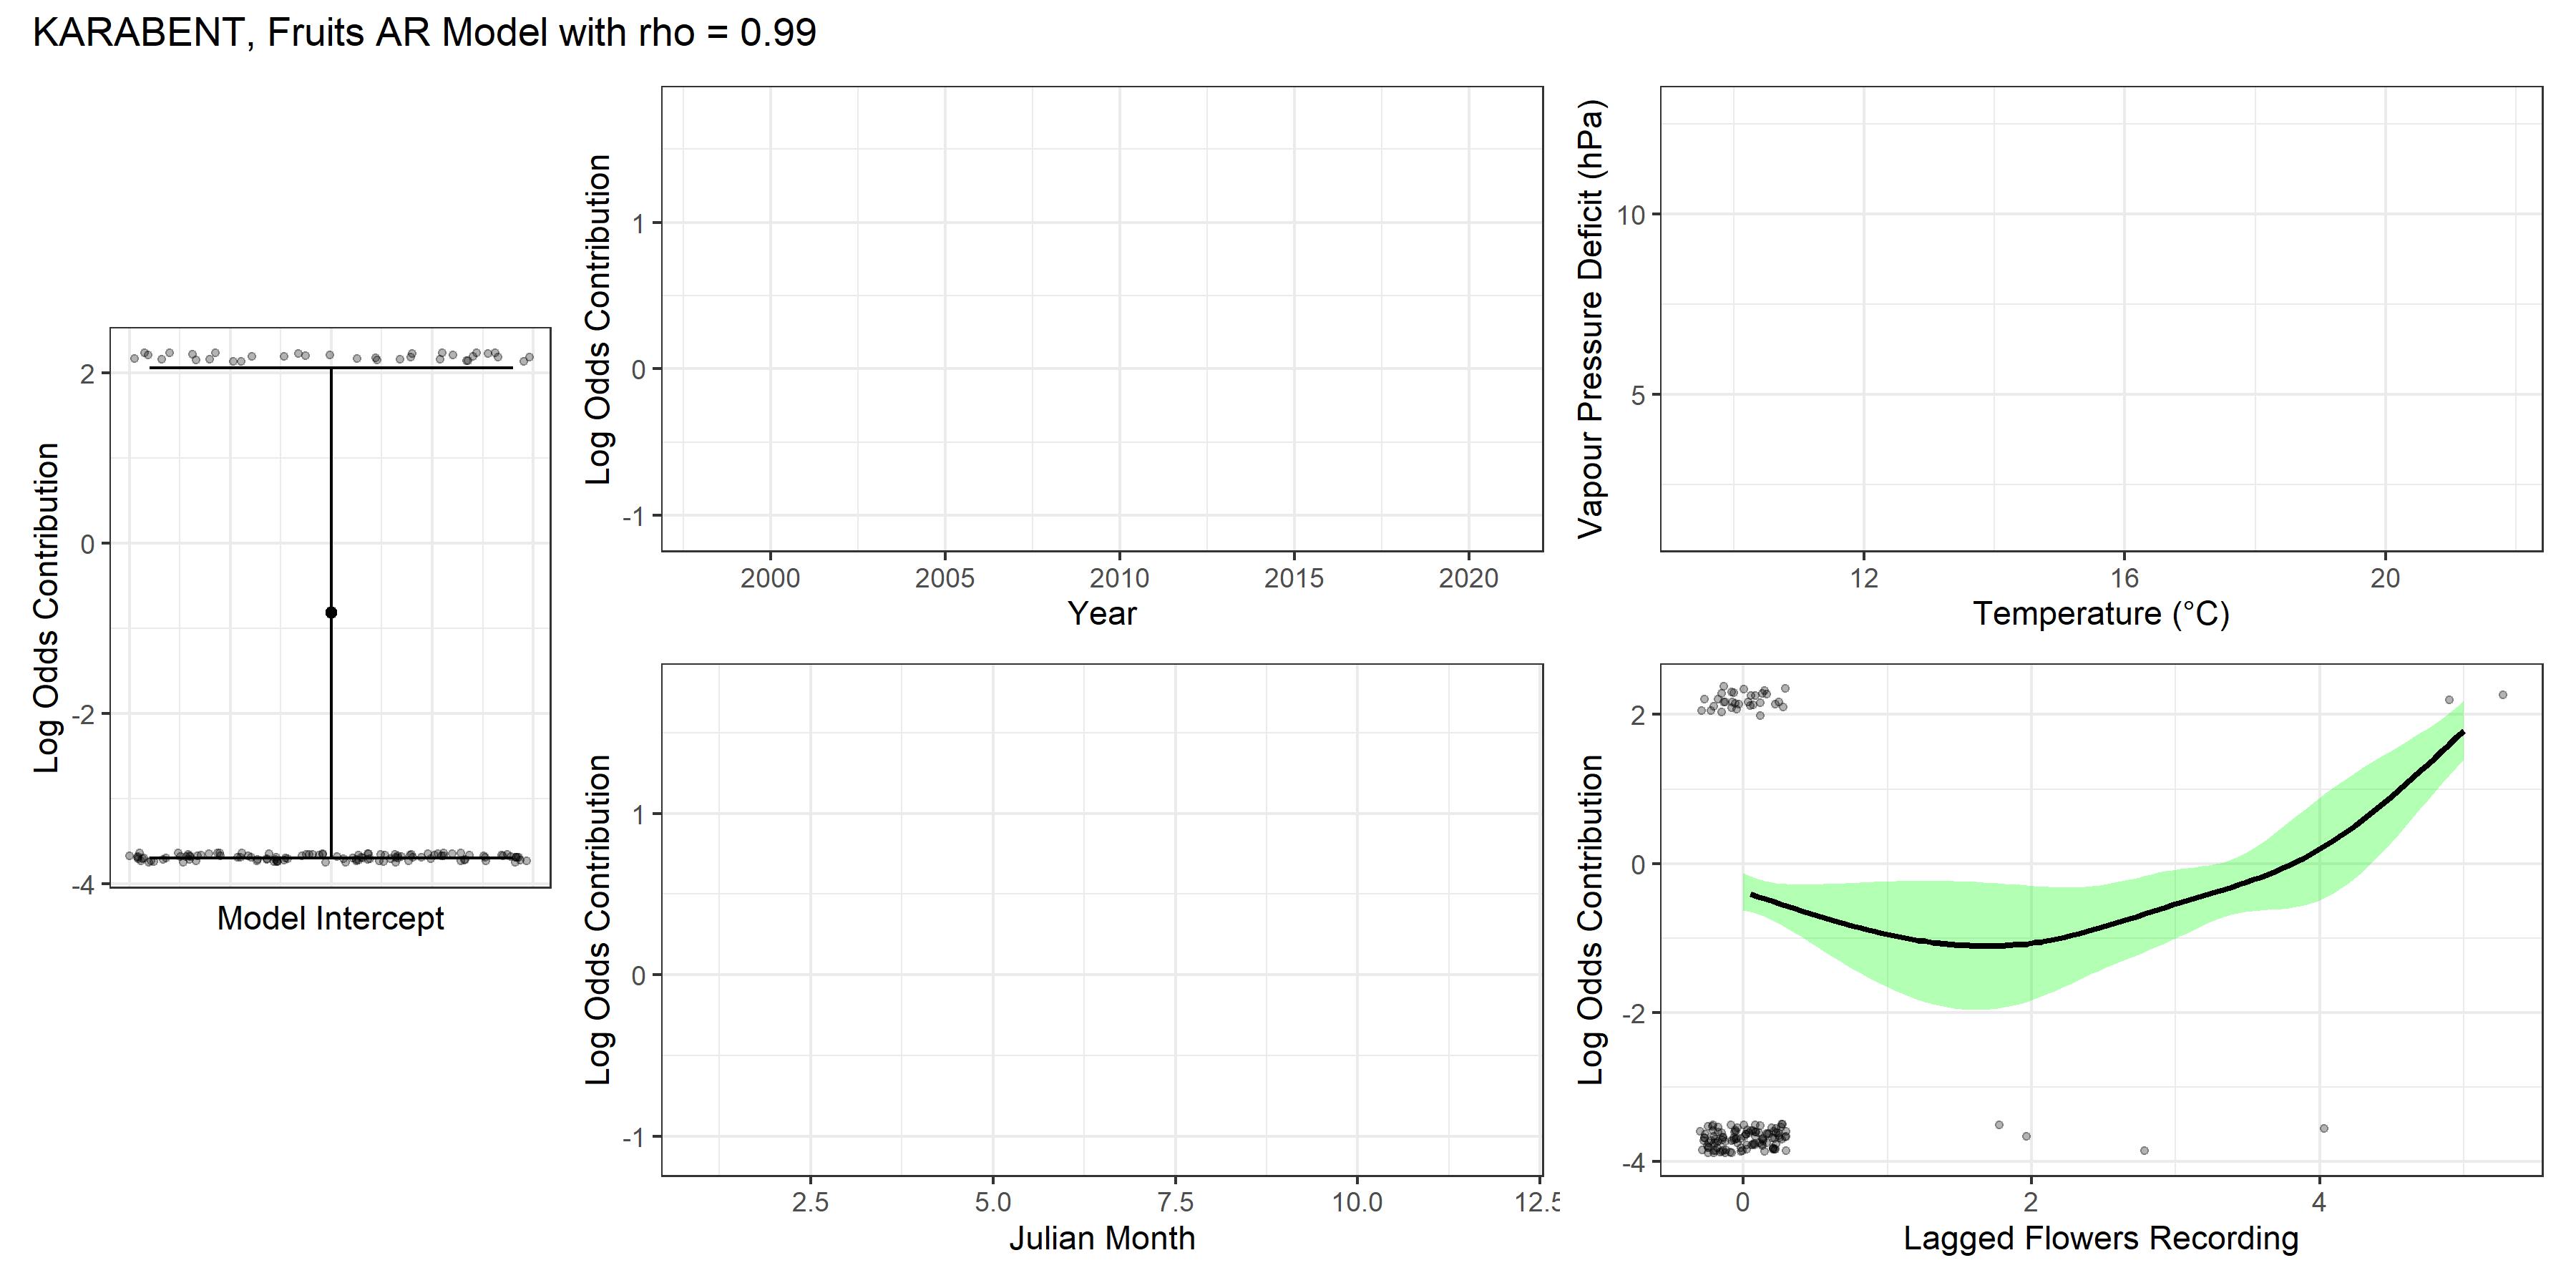 KARABENT, Fruits AR Model with rho = 0.99
Log Odds Contribution
2
0
-2
-4
Model Intercept
Log Odds Contribution
1
0
-1
2000 2005 2010 2015 2020
Year
Vapour Pressure Deficit (hPa)
10
5
12 16 20
Temperature (°C)
Log Odds Contribution
1
0
-1
2.5 5.0 7.5 10.0 12.5
Julian Month
Log Odds Contribution
2
0
-2
-4
0 2 4
Lagged Flowers Recording